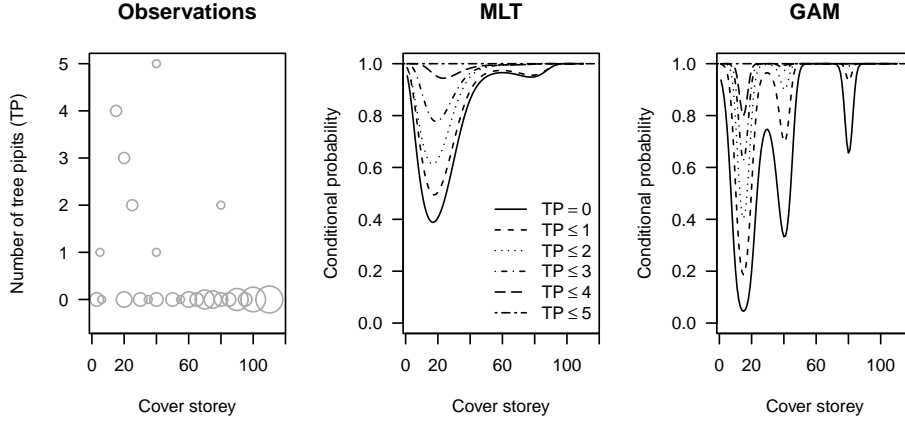 Observations
Number of tree pipits (TP)
5
4
3
2
1
0
0
20
60
100
Cover storey
MLT
Conditional probability
1.0
0.8
0.6
0.4
0.2
0.0
TP = 0
TP ≤ 1
TP ≤ 2
TP ≤ 3
TP ≤ 4
TP ≤ 5
0
20
60
100
Cover storey
GAM
Conditional probability
1.0
0.8
0.6
0.4
0.2
0.0
0
20
60
100
Cover storey